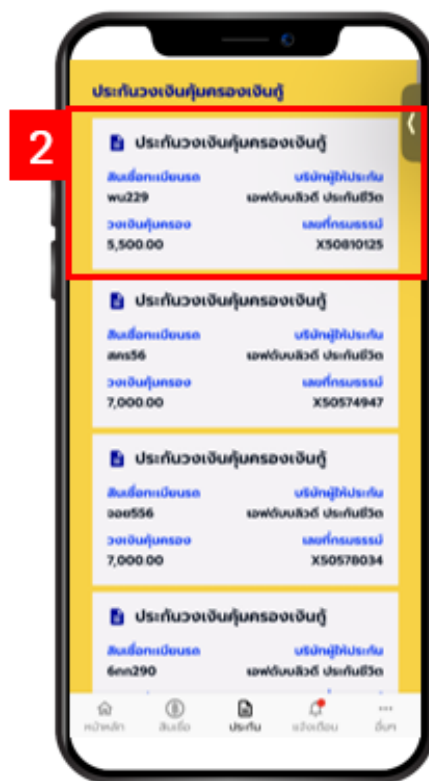 ประกันวงเงินคุ้มครองเงินกู้
2
ประกันวงเงินคุ้มครองเงินกู้
สินเชื่อทะเบียนรถ บริษัทผู้ให้ประกัน
wu229 เอฟดับบลิวดี ประกันชีวิต
วงเงินคุ้มครอง เลขที่กรมธรรม์
5,500.00 X50810125
ประกันวงเงินคุ้มครองเงินกู้
สินเชื่อทะเบียนรถ บริษัทผู้ให้ประกัน
สคร56 เอฟดับบลิวดี ประกันชีวิต
วงเงินคุ้มครอง เลขที่กรมธรรม์
7,000.00 X50574947
ประกันวงเงินคุ้มครองเงินกู้
สินเชื่อทะเบียนรถ บริษัทผู้ให้ประกัน
จอย556 เอฟดับบลิวดี ประกันชีวิต
วงเงินคุ้มครอง เลขที่กรมธรรม์
7,000.00 X50578034
ประกันวงเงินคุ้มครองเงินกู้
สินเชื่อทะเบียนรถ บริษัทผู้ให้ประกัน
6กก290 เอฟดับบลิวดี ประกันชีวิต
หน้าหลัก สินเชื่อ ประกัน แจ้งเตือน อื่นๆ